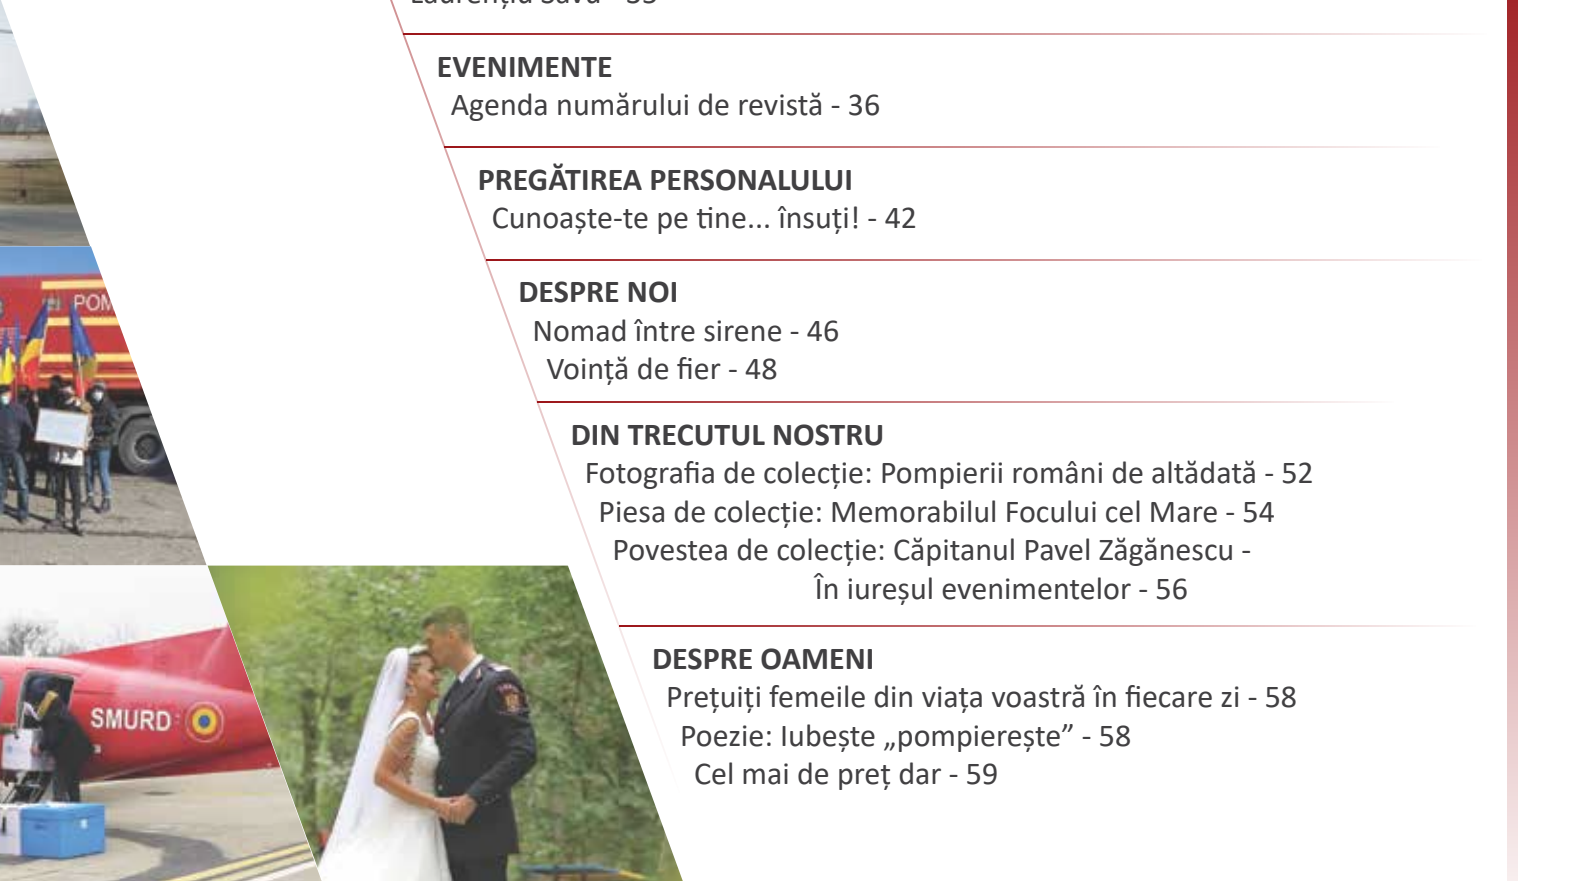 EVENIMENTE
Agenda numărului de revistă - 36
PREGĂTIREA PERSONALULUI
Cunoaște-te pe tine... însuți! - 42
DESPRE NOI
Nomad între sirene - 46
Voință de fier - 48
DIN TRECUTUL NOSTRU
Fotografia de colecție: Pompierii români de altădată - 52
Piesa de colecție: Memorabilul Focului cel Mare - 54
Povestea de colecție: Căpitanul Pavel Zăgănescu -
În iureșul evenimentelor - 56
DESPRE OAMENI
Prețuiți femeile din viața voastră în fiecare zi - 58
Poezie: Iubește „pompierește” - 58
Cel mai de preț dar - 59
POM
SMURD